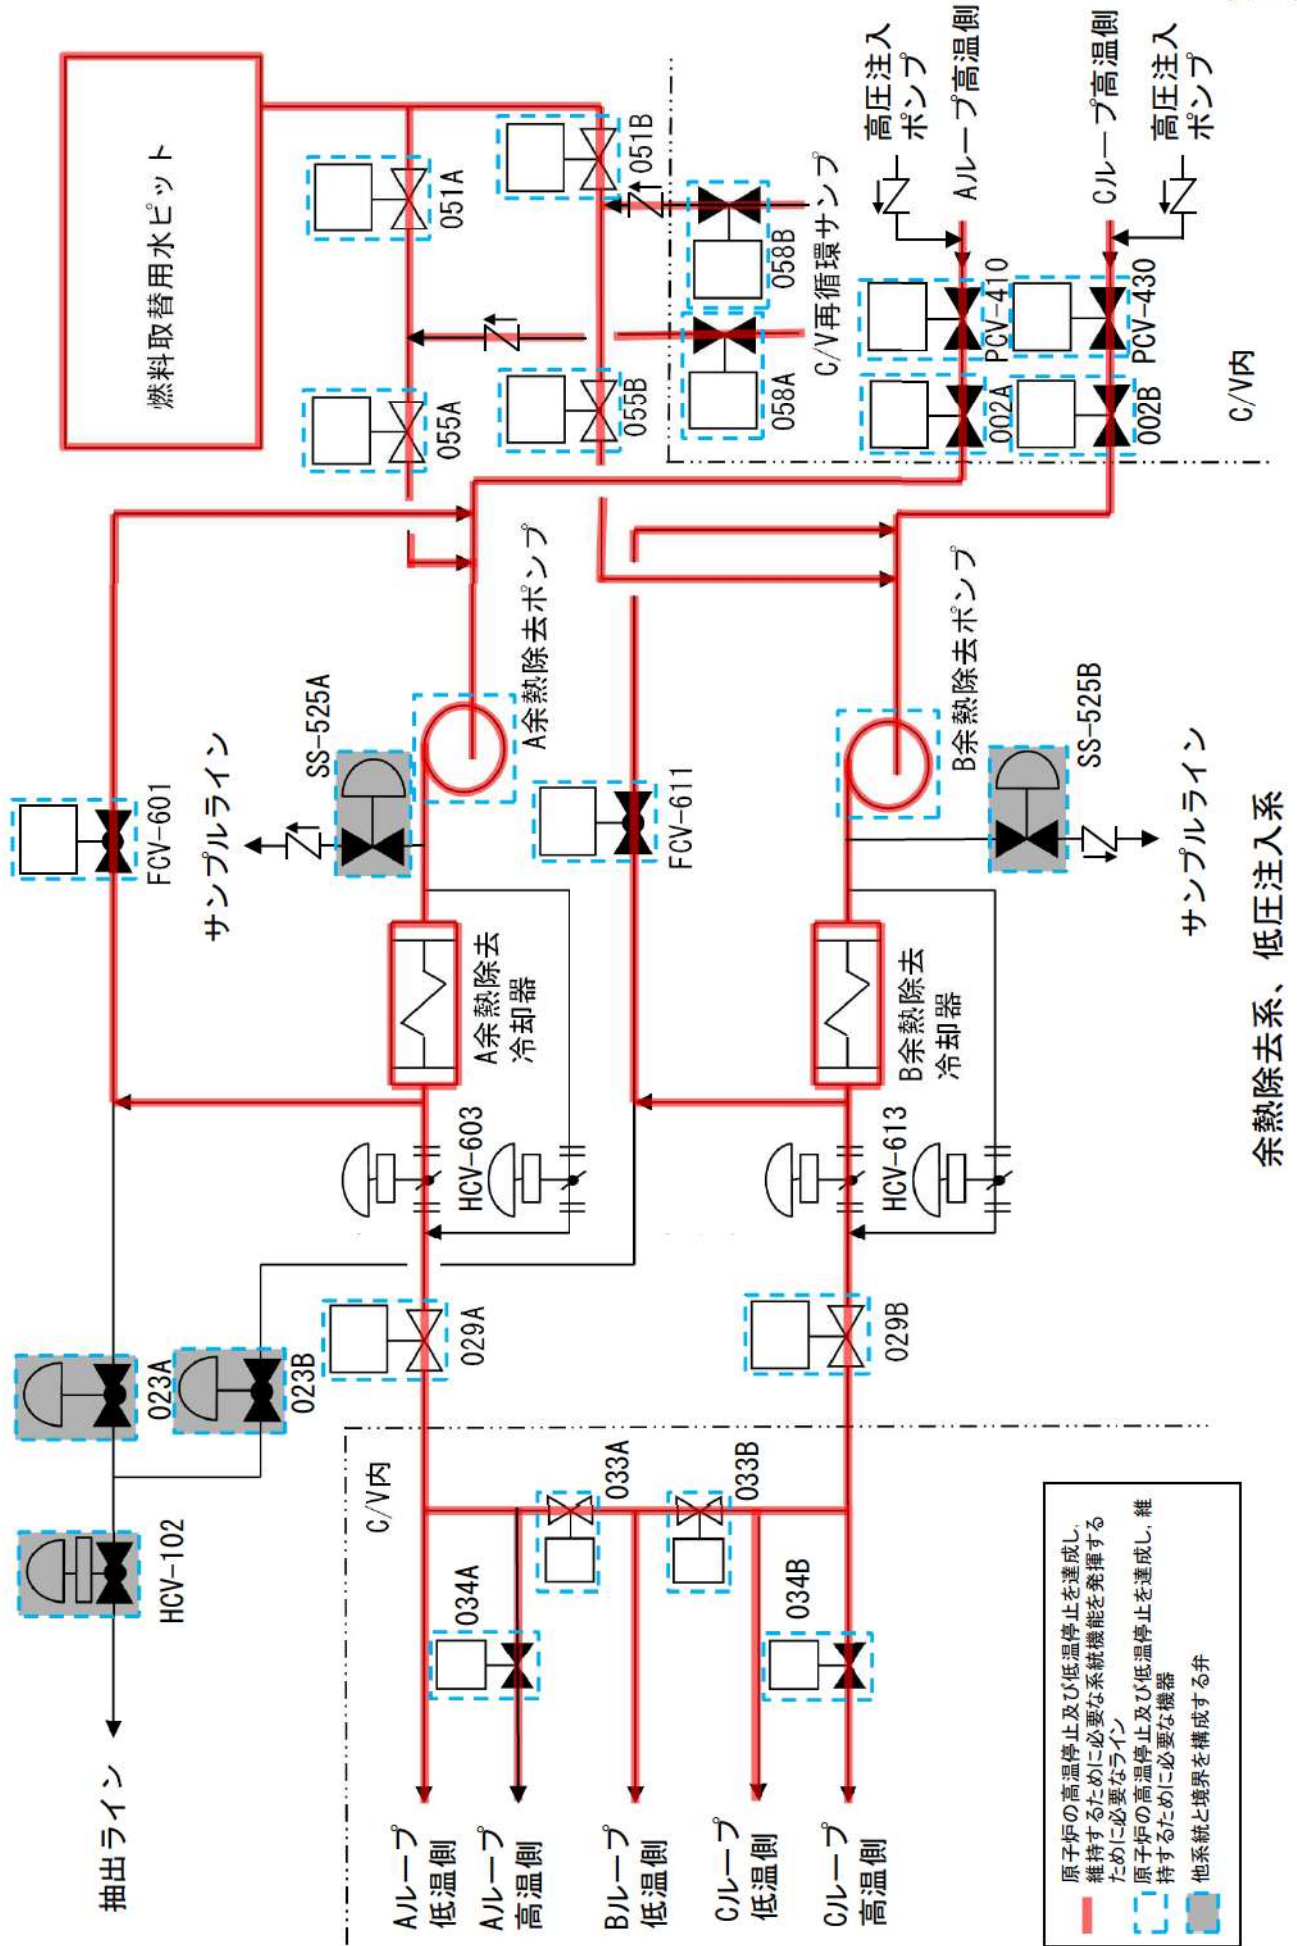 燃料取替用水ピット
051A
051B
055A
055B
058A
058B
C/V再循環サンプ
高圧注入
ポンプ
Aループ高温側
Cループ高温側
高圧注入
ポンプ
PCV-410
PCV-430
002A
002B
C/V内
FCV-601
サンプルライン
SS-525A
A余熱除去ポンプ
A余熱除去
冷却器
FCV-611
B余熱除去ポンプ
SS-525B
サンプルライン
B余熱除去
冷却器
HCV-603
HCV-613
029A
029B
023A
023B
HCV-102
抽出ライン
C/V内
033A
033B
034A
034B
Aループ
低温側
Aループ
高温側
Bループ
低温側
Cループ
低温側
Cループ
高温側
原子炉の高温停止及び低温停止を達成し、
維持するために必要な系統機能を発揮する
ために必要なライン
原子炉の高温停止及び低温停止を達成し、維
持するために必要な機器
他系統と境界を構成する弁
余熱除去系、低圧注入系